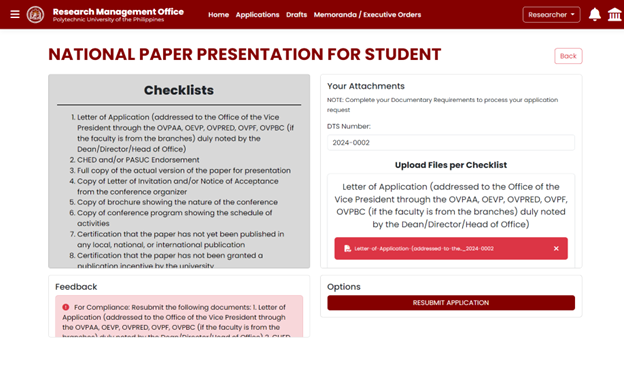 Research Management Office
Polytechnic University of the Philippines
Home Applications Drafts Memoranda / Executive Orders
Researcher
NATIONAL PAPER PRESENTATION FOR STUDENT
Back
Checklists
1. Letter of Application (addressed to the Office of the Vice
President through the OVPAA, OEVP, OVPRED, OVPF, OVPBC (if
the faculty is from the branches) duly noted by the
Dean/Director/Head of Office)
2. CHED and/or PASUC Endorsement
3. Full copy of the actual version of the paper for presentation
4. Copy of Letter of Invitation and/or Notice of Acceptance
from the conference organizer
5. Copy of brochure showing the nature of the conference
6. Copy of conference program showing the schedule of
activities
7. Certification that the paper has not yet been published in
any local, national, or international publication
8. Certification that the paper has not been granted a
publication incentive by the university
Your Attachments
NOTE: Complete your Documentary Requirements to process your application
request
DTS Number:
2024-0002
Upload Files per Checklist
Letter of Application (addressed to the Office of the
Vice President through the OVPAA, OEVP, OVPRED, OVPF,
OVPBC (if the faculty is from the branches) duly noted
by the Dean/Director/Head of Office)
Letter-of-Application-(addressed-to-the..._2024-0002
Feedback
For Compliance: Resubmit the following documents: 1. Letter of
Application (addressed to the Office of the Vice President through
the OVPAA, OEVP, OVPRED, OVPF, OVPBC (if the faculty is from
the branches) duly noted by the Dean/Director/Head of Office) 2. CHED
Options
RESUBMIT APPLICATION